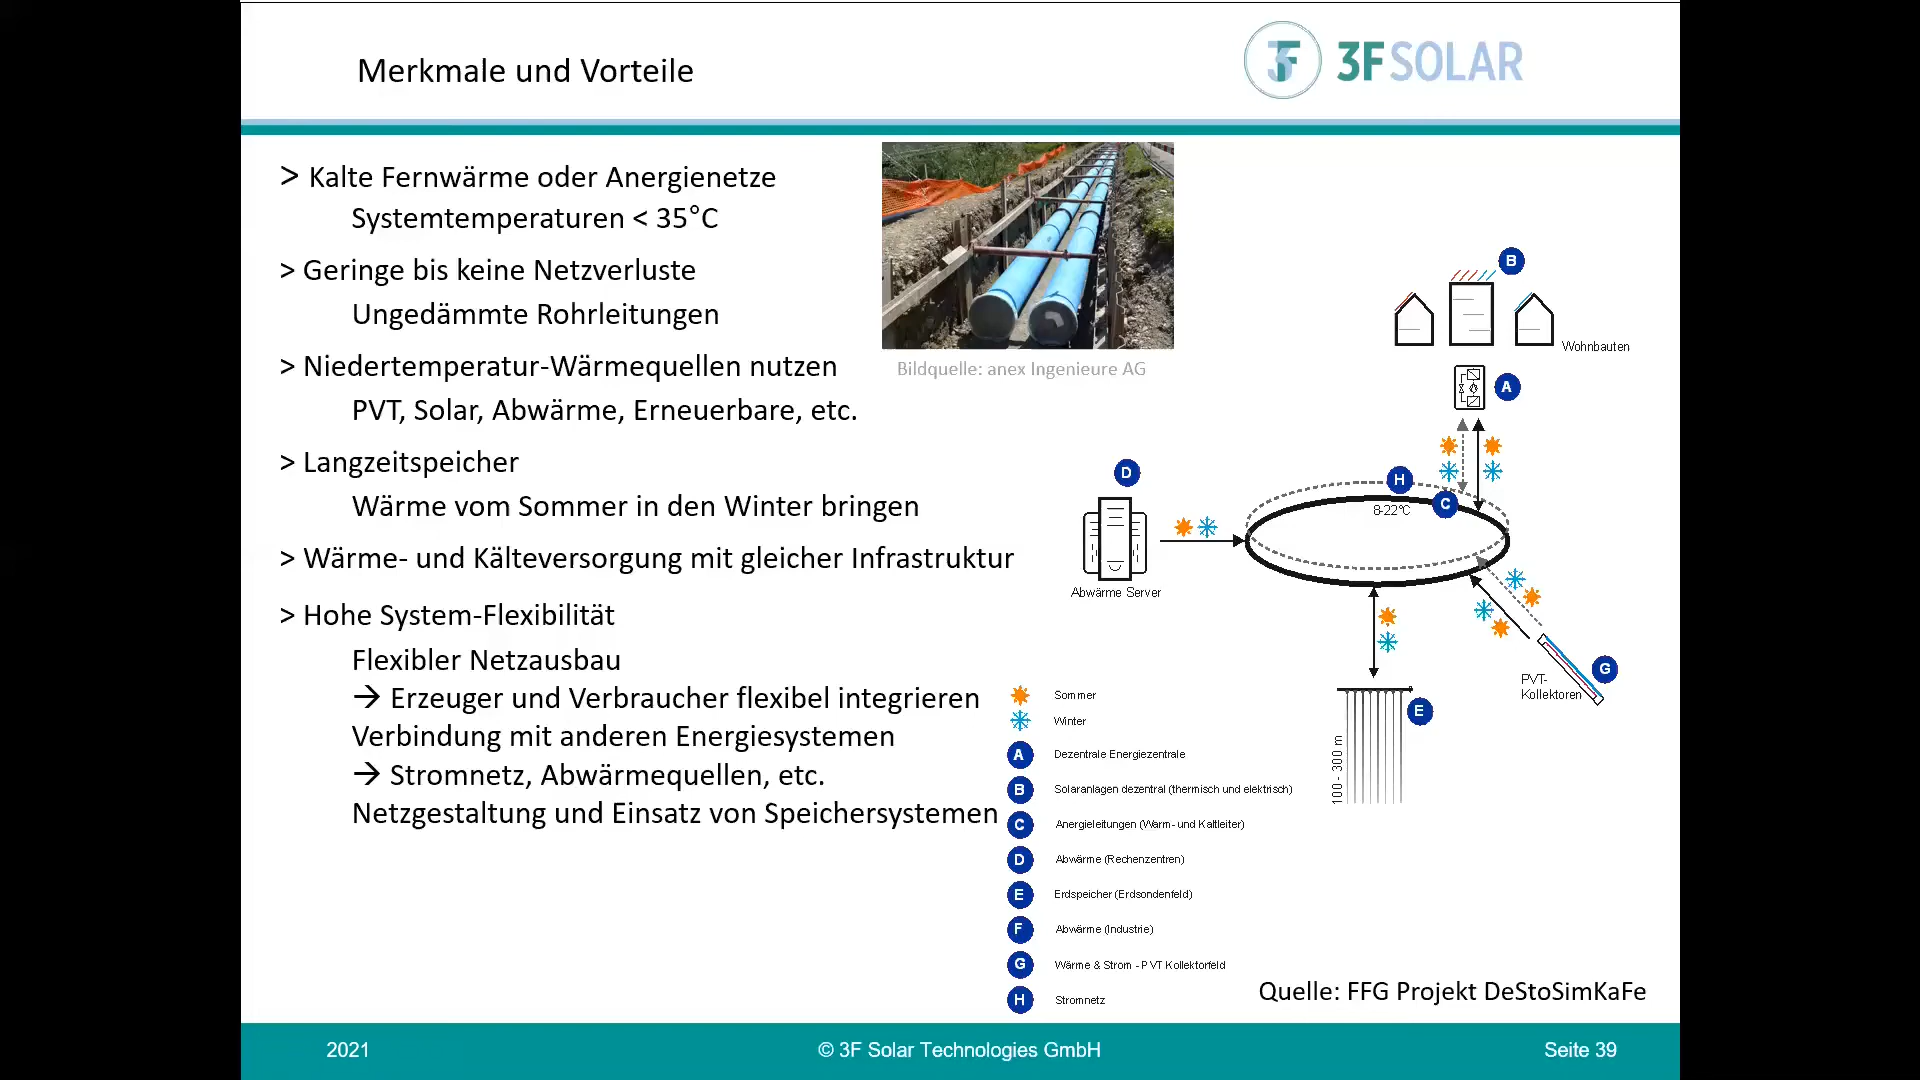 Merkmale und Vorteile
3F
3F SOLAR
> Kalte Fernwärme oder Anergienetze
Systemtemperaturen < 35°C
> Geringe bis keine Netzverluste
Ungedämmte Rohrleitungen
> Niedertemperatur-Wärmequellen nutzen
PVT, Solar, Abwärme, Erneuerbare, etc.
> Langzeitspeicher
Wärme vom Sommer in den Winter bringen
> Wärme- und Kälteversorgung mit gleicher Infrastruktur
> Hohe System-Flexibilität
Flexibler Netzausbau
→ Erzeuger und Verbraucher flexibel integrieren
Verbindung mit anderen Energiesystemen
→ Stromnetz, Abwärmequellen, etc.
Netzgestaltung und Einsatz von Speichersystemen
Bildquelle: anex Ingenieure AG
B
Wohnbauten
A
D
H
C
8-22°C
Abwärme Server
G
PVT-
Kollektoren
E
100 - 300 m
Sommer
Winter
A Dezentrale Energiezentrale
B Solaranlagen dezentral (thermisch und elektrisch)
C Anergieleitungen (Warm- und Kaltleiter)
D Abwärme (Rechenzentren)
E Erdspeicher (Erdsondenfeld)
F Abwärme (Industrie)
G Wärme & Strom - PVT Kollektorfeld
H Stromnetz
Quelle: FFG Projekt DeStoSimKaFe
2021
© 3F Solar Technologies GmbH
Seite 39